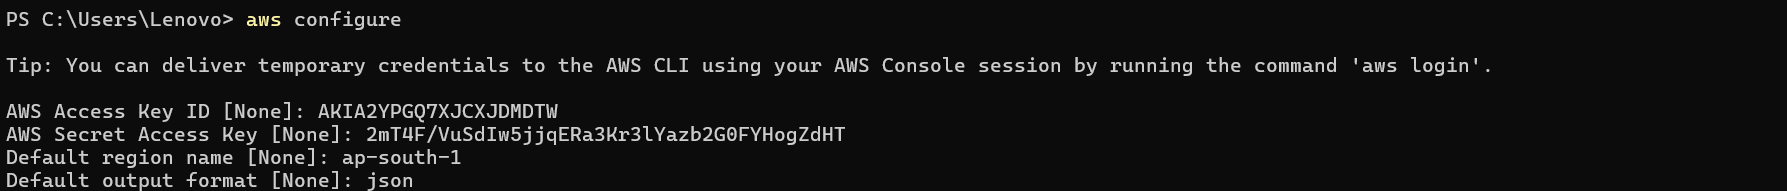 PS C:\Users\Lenovo> aws configure
Tip: You can deliver temporary credentials to the AWS CLI using your AWS Console session by running the command 'aws login'.
AWS Access Key ID [None]: AKIA2YPGQ7XJCXJDMDTW
AWS Secret Access Key [None]: 2mT4F/VuSdIw5jjqERa3Kr3lYazb2G0FYHogZdHT
Default region name [None]: ap-south-1
Default output format [None]: json